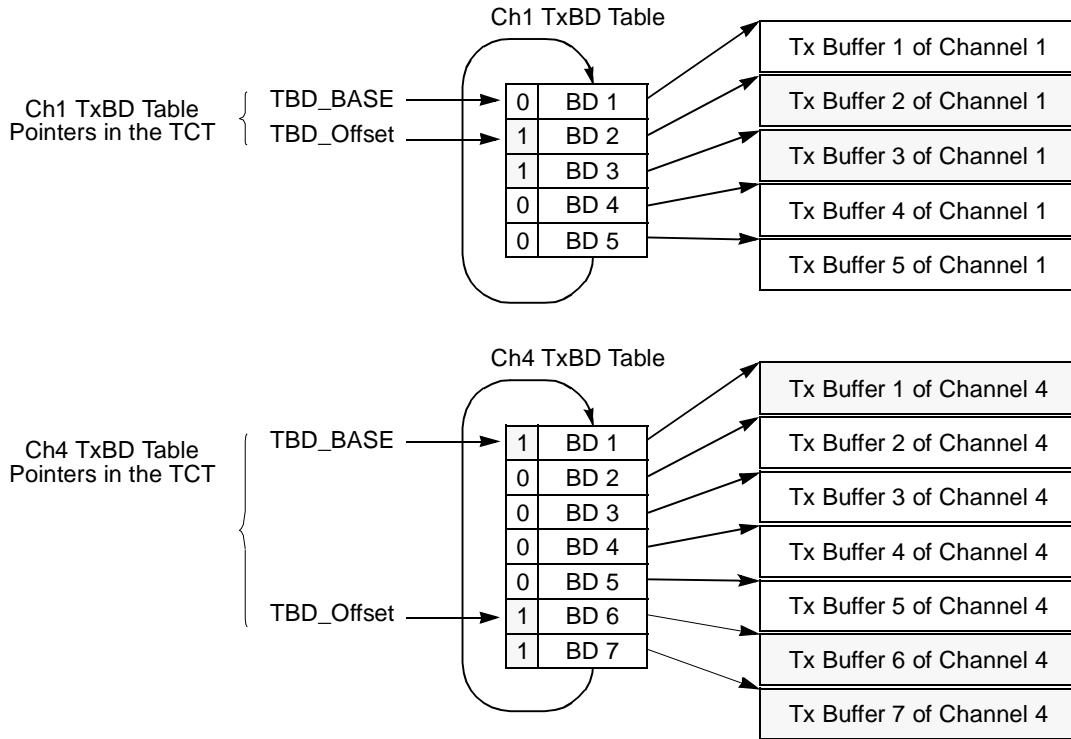 Ch1 TxBD Table
Ch1 TxBD Table
Pointers in the TCT
TBD_BASE
TBD_Offset
0 BD 1
1 BD 2
1 BD 3
0 BD 4
0 BD 5
Tx Buffer 1 of Channel 1
Tx Buffer 2 of Channel 1
Tx Buffer 3 of Channel 1
Tx Buffer 4 of Channel 1
Tx Buffer 5 of Channel 1
Ch4 TxBD Table
Ch4 TxBD Table
Pointers in the TCT
TBD_BASE
TBD_Offset
1 BD 1
0 BD 2
0 BD 3
0 BD 4
0 BD 5
1 BD 6
1 BD 7
Tx Buffer 1 of Channel 4
Tx Buffer 2 of Channel 4
Tx Buffer 3 of Channel 4
Tx Buffer 4 of Channel 4
Tx Buffer 5 of Channel 4
Tx Buffer 6 of Channel 4
Tx Buffer 7 of Channel 4